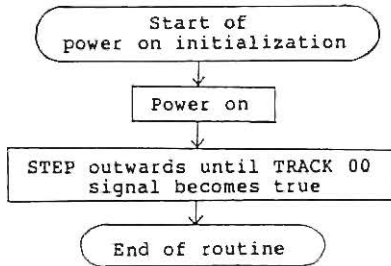 Start of
power on initialization
Power on
STEP outwards until TRACK 00
signal becomes true
End of routine